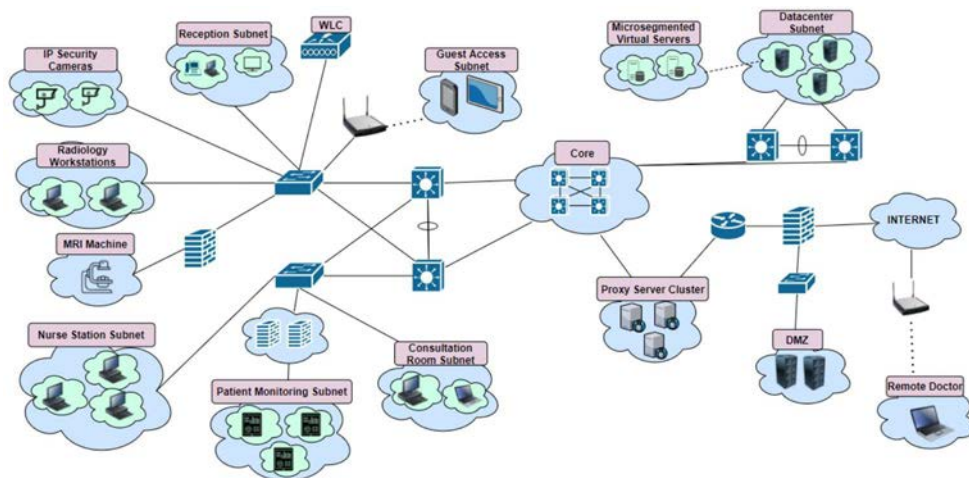 WLC
Reception Subnet
IP Security
Cameras
Guest Access
Subnet
Microsegmented
Virtual Servers
Datacenter
Subnet
Radiology
Workstations
Core
MRI Machine
INTERNET
Proxy Server Cluster
Nurse Station Subnet
DMZ
Consultation
Room Subnet
Patient Monitoring Subnet
Remote Doctor